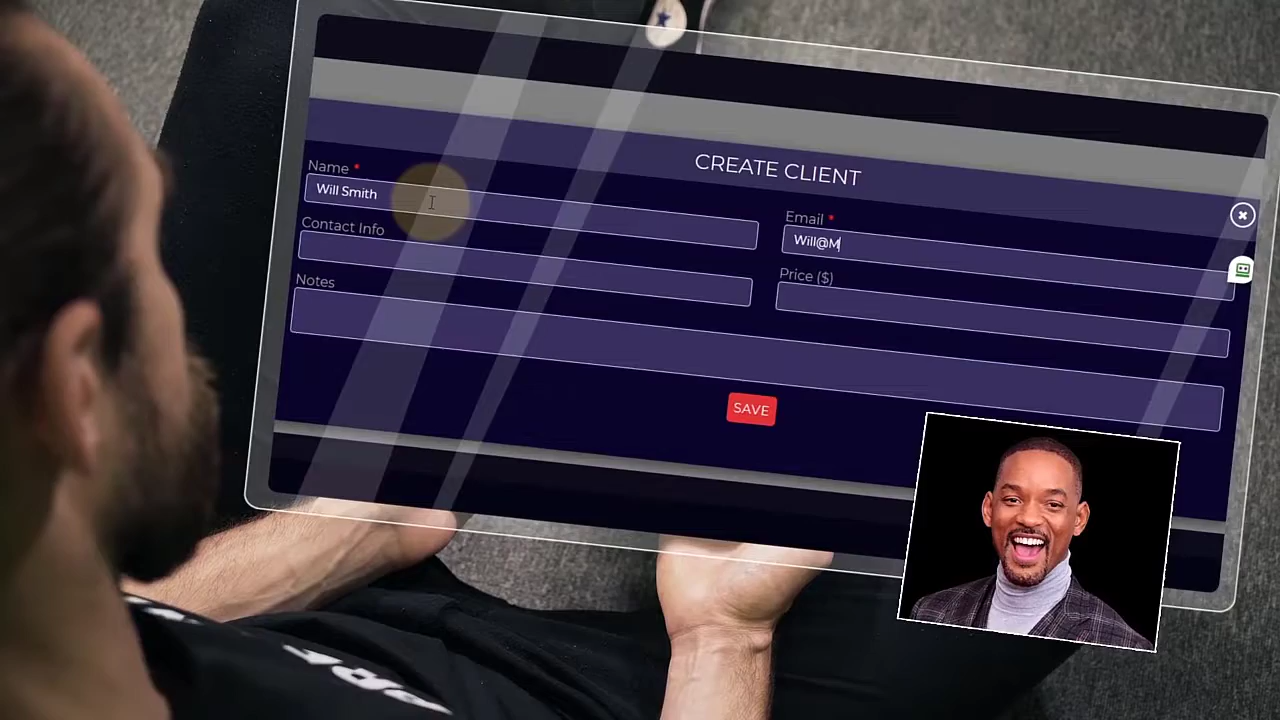 CREATE CLIENT
Name *
Will Smith
Email *
Will@M
Contact Info
Price ($)
Notes
SAVE